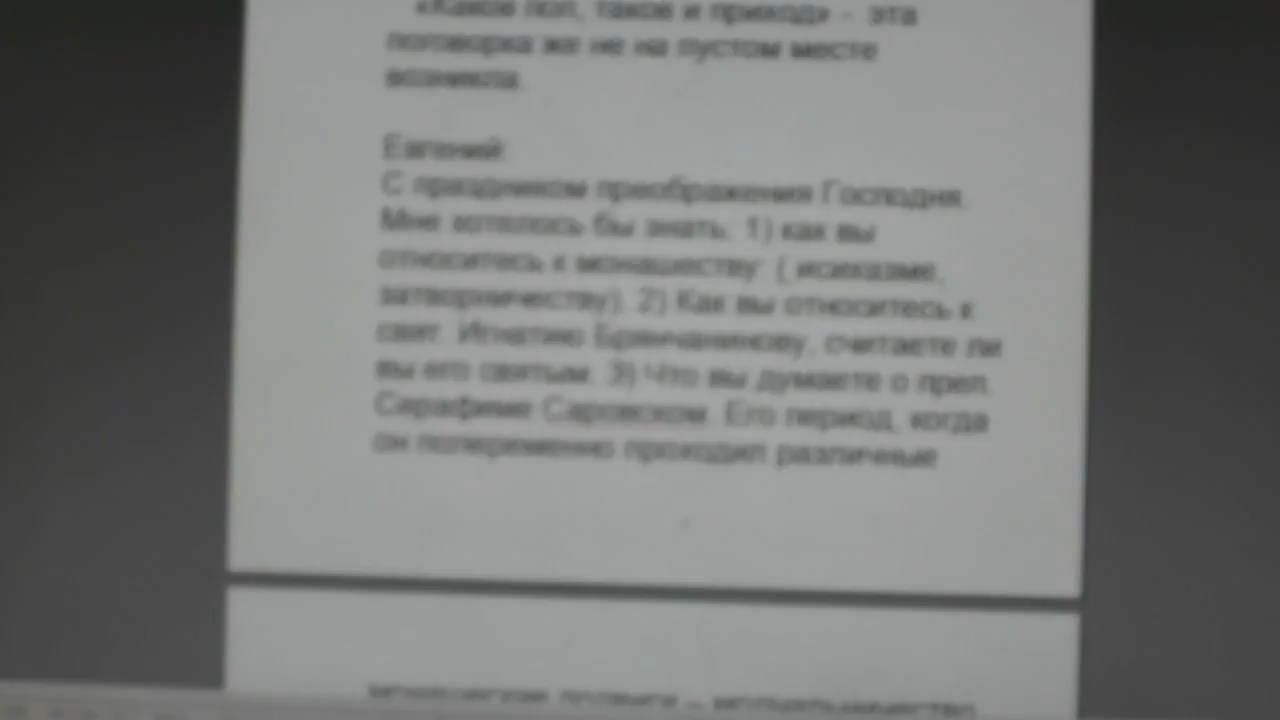 «Каков поп, таков и приход» - эта
поговорка же не на пустом месте
возникла.
Евгений:
С праздником преображения Господня.
Мне хотелось бы знать: 1) как вы
относитесь к монашеству: ( исихазме,
затворничеству). 2) Как вы относитесь к
свят. Игнатию Брянчанинову, считаете ли
вы его святым. 3) Что вы думаете о преп.
Серафиме Саровском. Его период, когда
он попеременно проходил различные